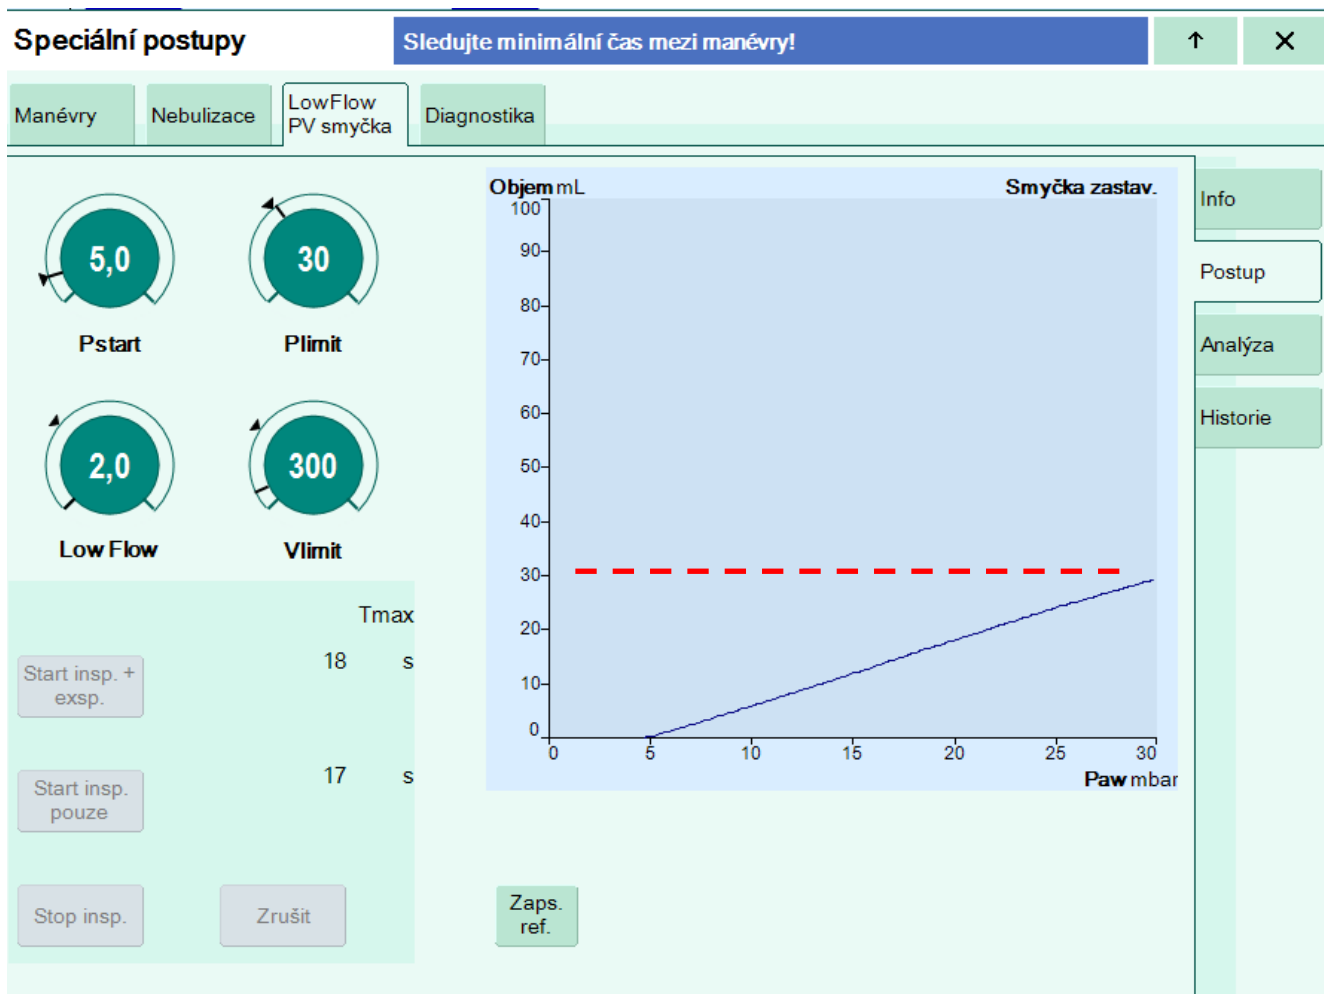 Speciální postupy
Sledujte minimální čas mezi manévry!
Manévry
Nebulizace
LowFlow
PV smyčka
Diagnostika
5,0
30
Pstart
Plimit
2,0
300
Low Flow
Vlimit
Tmax
Start insp. +
exsp.
18 s
Start insp.
pouze
17 s
Stop insp.
Zrušit
Objem mL
Smyčka zastav.
100
90
80
70
60
50
40
30
20
10
0
0 5 10 15 20 25 30
Paw mbar
Zaps.
ref.
Info
Postup
Analýza
Historie